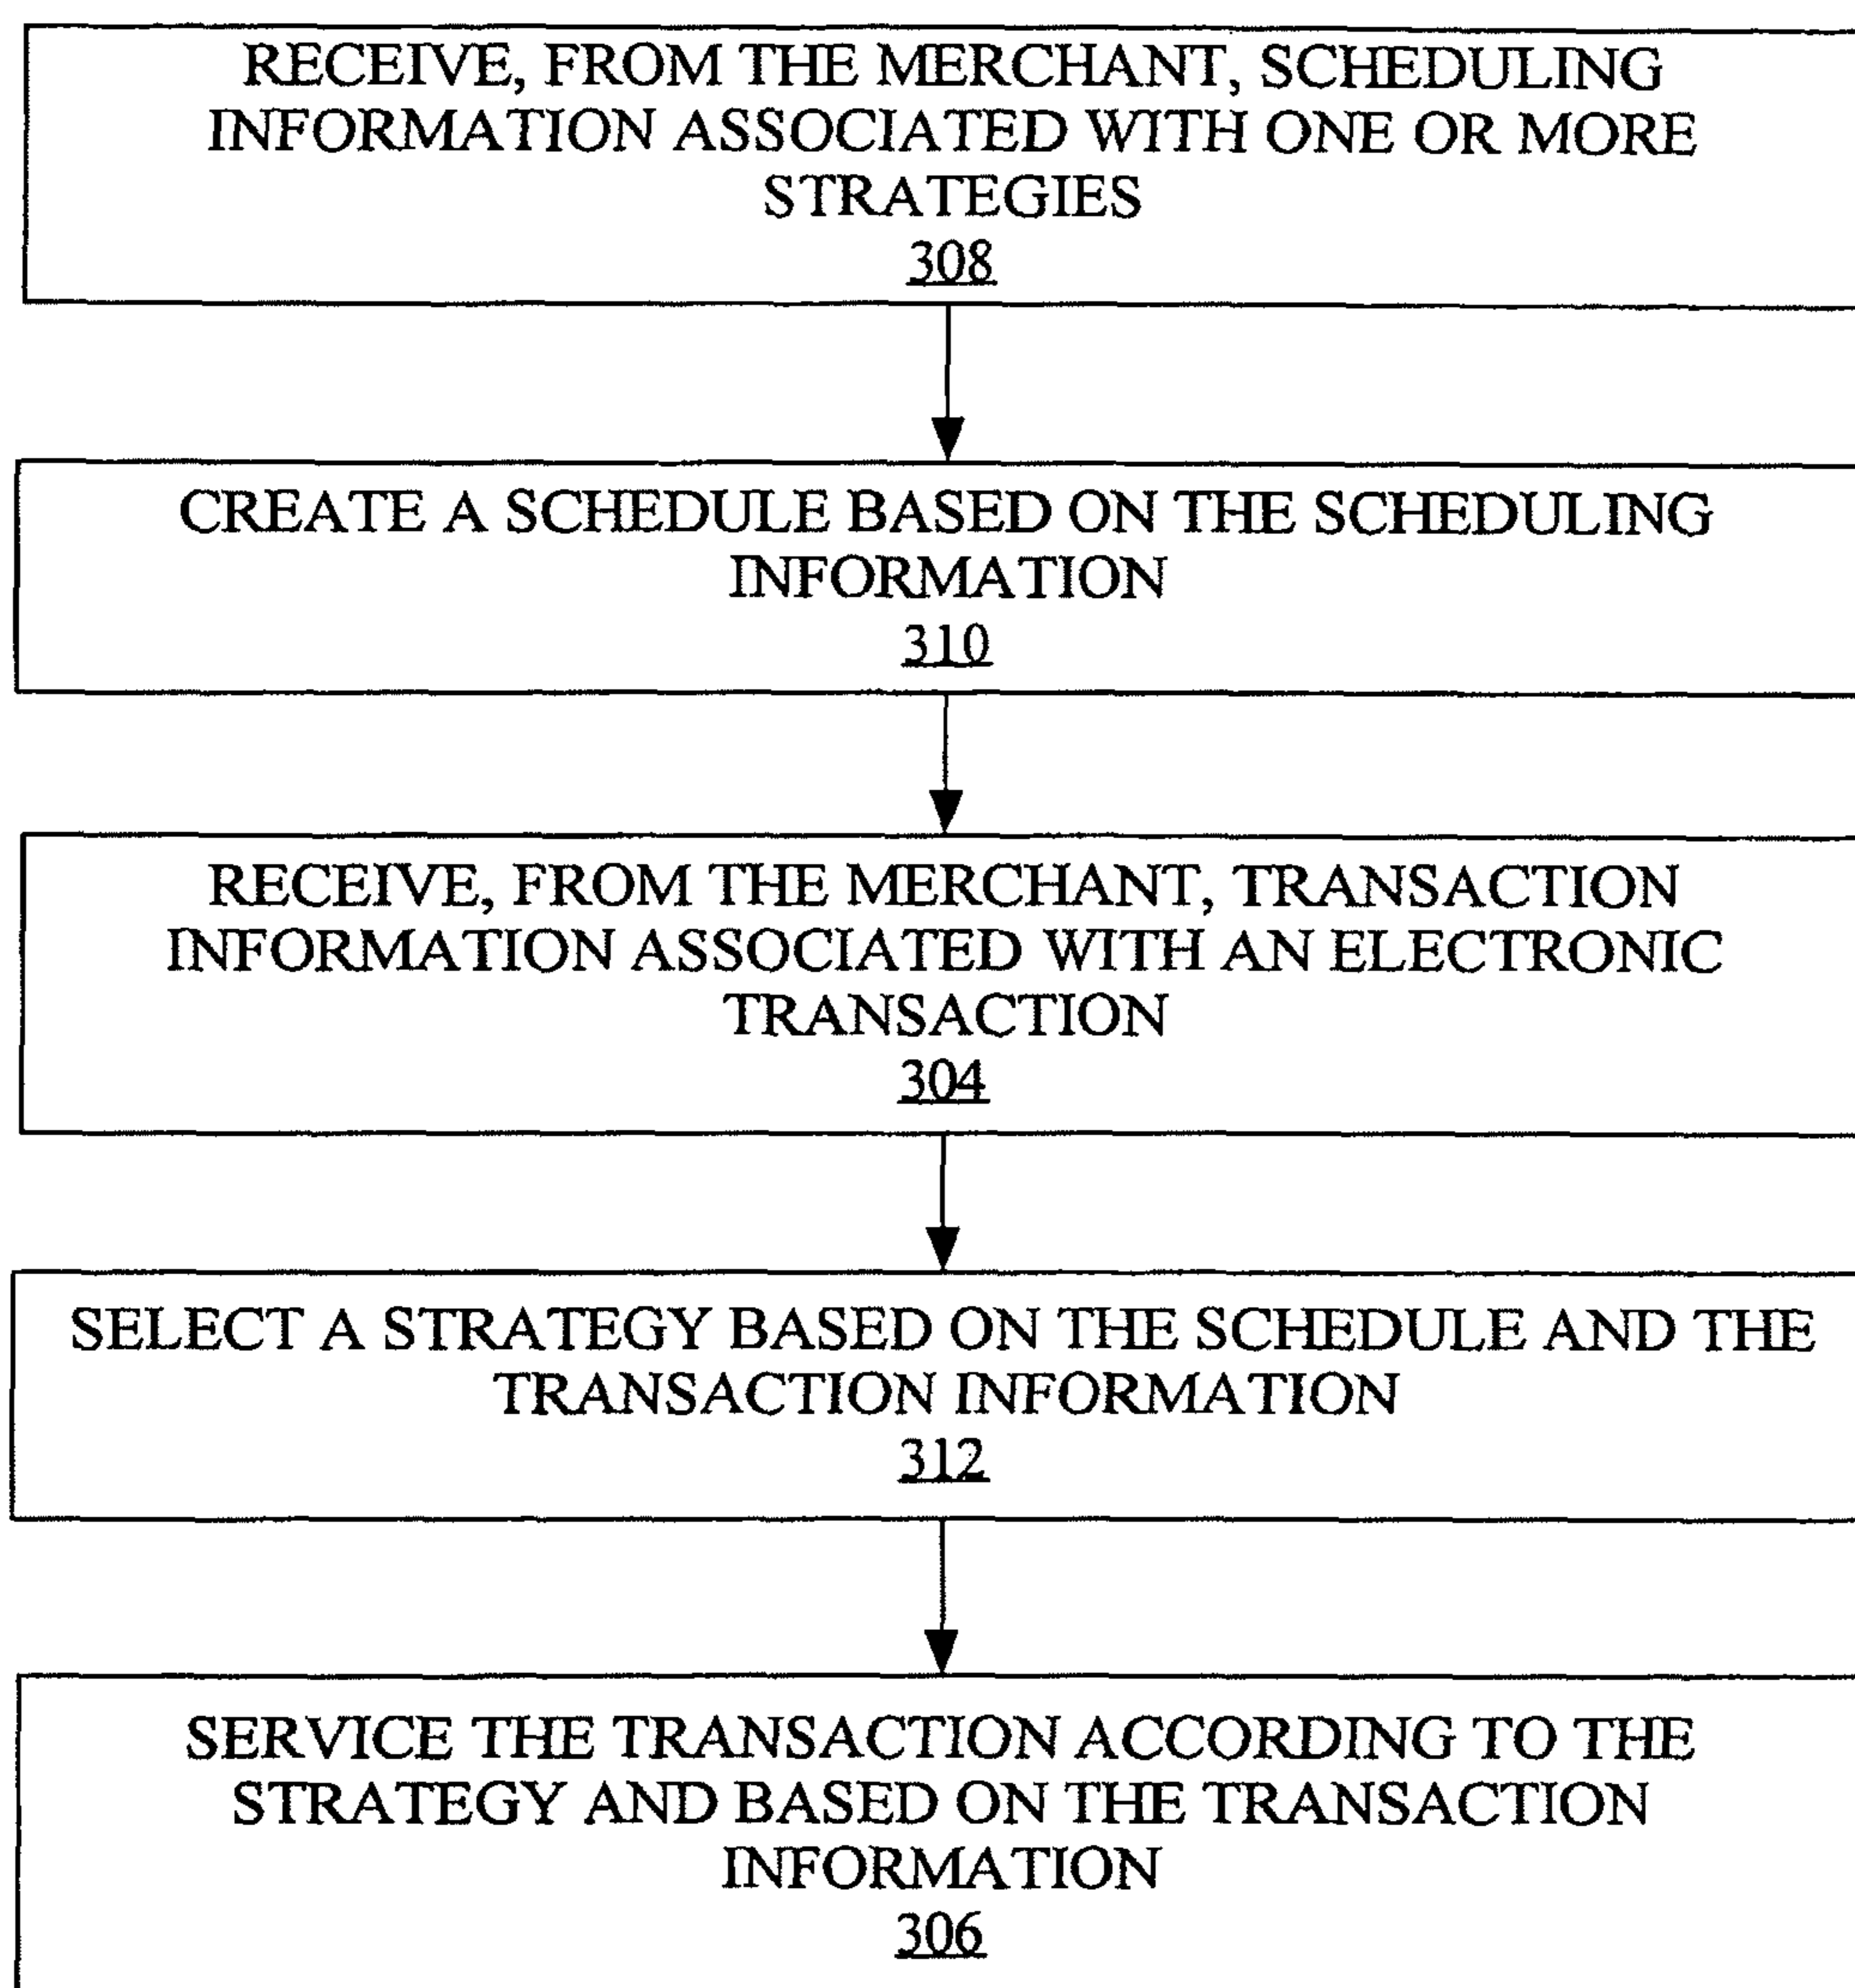 RECEIVE, FROM THE MERCHANT, SCHEDULING
INFORMATION ASSOCIATED WITH ONE OR MORE
STRATEGIES
308
CREATE A SCHEDULE BASED ON THE SCHEDULING
INFORMATION
310
RECEIVE, FROM THE MERCHANT, TRANSACTION
INFORMATION ASSOCIATED WITH AN ELECTRONIC
TRANSACTION
304
SELECT A STRATEGY BASED ON THE SCHEDULE AND THE
TRANSACTION INFORMATION
312
SERVICE THE TRANSACTION ACCORDING TO THE
STRATEGY AND BASED ON THE TRANSACTION
INFORMATION
306